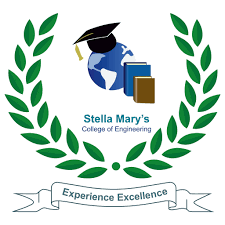 Stella Mary's
College of Engineering
Experience Excellence